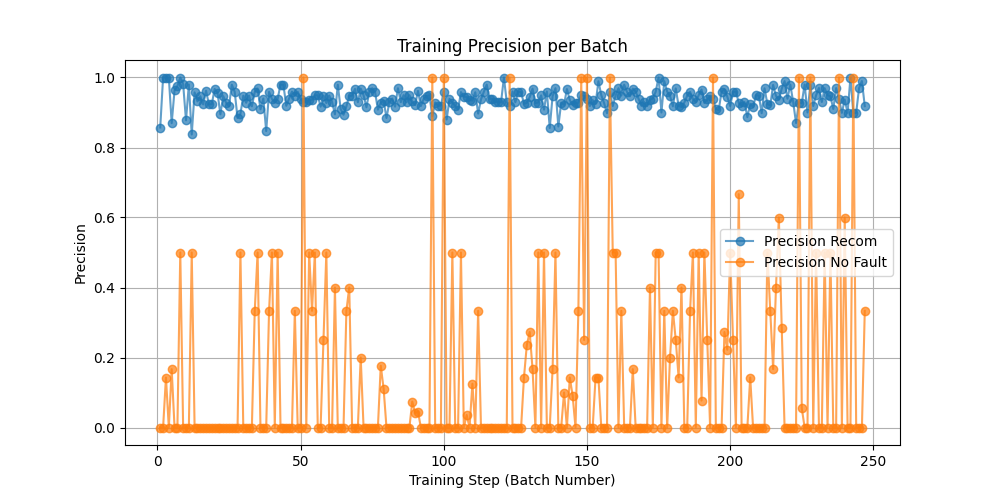 Training Precision per Batch
1.0
0.8
0.6
0.4
0.2
0.0
Precision
Precision Recom
Precision No Fault
0
50
100
150
200
250
Training Step (Batch Number)